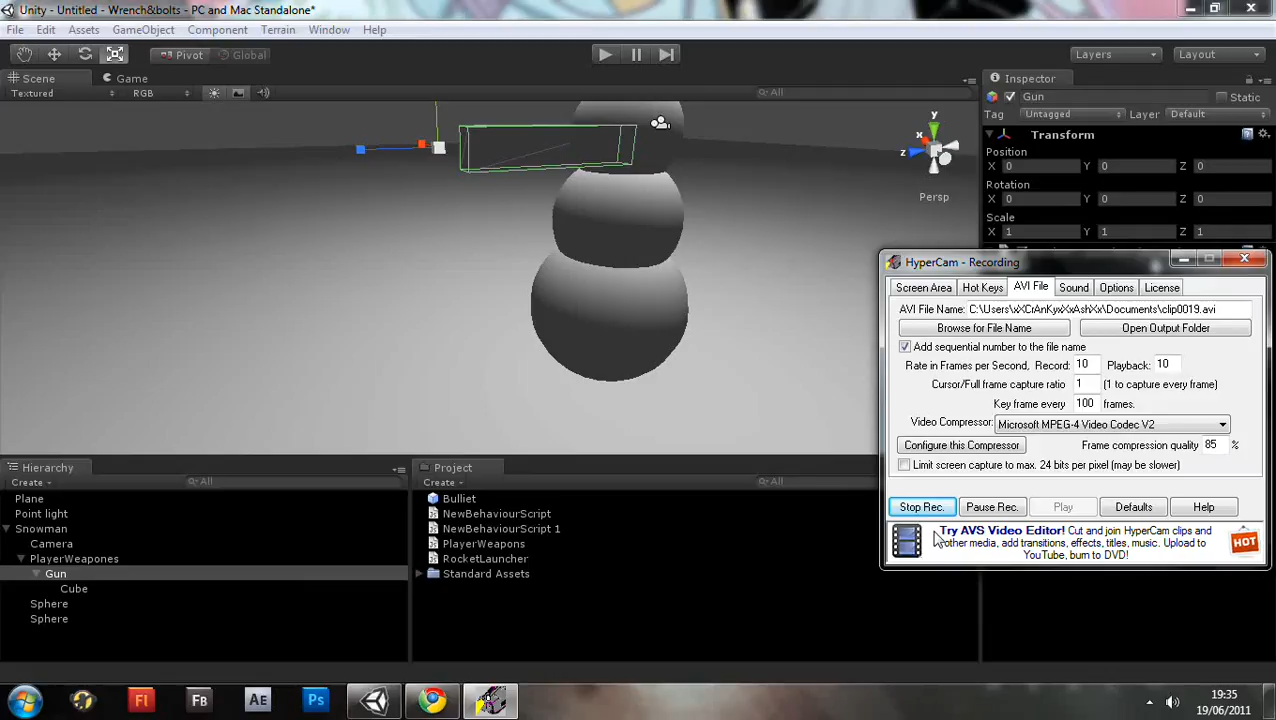 Unity - Untitled - Wrench&bolts - PC and Mac Standalone*
File Edit Assets GameObject Component Terrain Window Help
Pivot Global Layers Layout
Scene Game
Textured RGB All
y
x
z
Persp
Inspector
Gun Static
Tag Untagged Layer Default
Transform
Position
X 0 Y 0 Z 0
Rotation
X 0 Y 0 Z 0
Scale
X 1 Y 1 Z 1
HyperCam - Recording
Screen Area Hot Keys AVI File Sound Options License
AVI File Name: C:\Users\xXCrAnKyxXxAshXx\Documents\clip0019.avi
Browse for File Name Open Output Folder
Add sequential number to the file name
Rate in Frames per Second, Record: 10 Playback: 10
Cursor/Full frame capture ratio 1 (1 to capture every frame)
Key frame every 100 frames.
Video Compressor: Microsoft MPEG-4 Video Codec V2
Configure this Compressor Frame compression quality 85 %
Limit screen capture to max. 24 bits per pixel (may be slower)
Stop Rec. Pause Rec. Play Defaults Help
Try AVS Video Editor! Cut and join HyperCam clips and
other media, add transitions, effects, titles, music. Upload to
YouTube, burn to DVD!
HOT
Hierarchy
Create All
Plane
Point light
Snowman
Camera
PlayerWeapones
Gun
Cube
Sphere
Sphere
Project
Create All
Bulliet
NewBehaviourScript
NewBehaviourScript 1
PlayerWeapons
RocketLauncher
Standard Assets
Fl Fb Ae Ps
19:35
19/06/2011